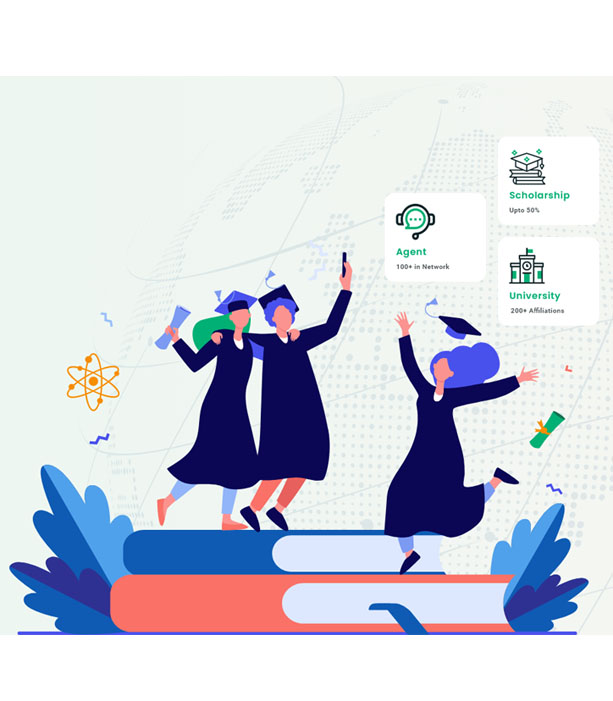 Scholarship
Upto 50%
Agent
100+ in Network
University
200+ Affiliations